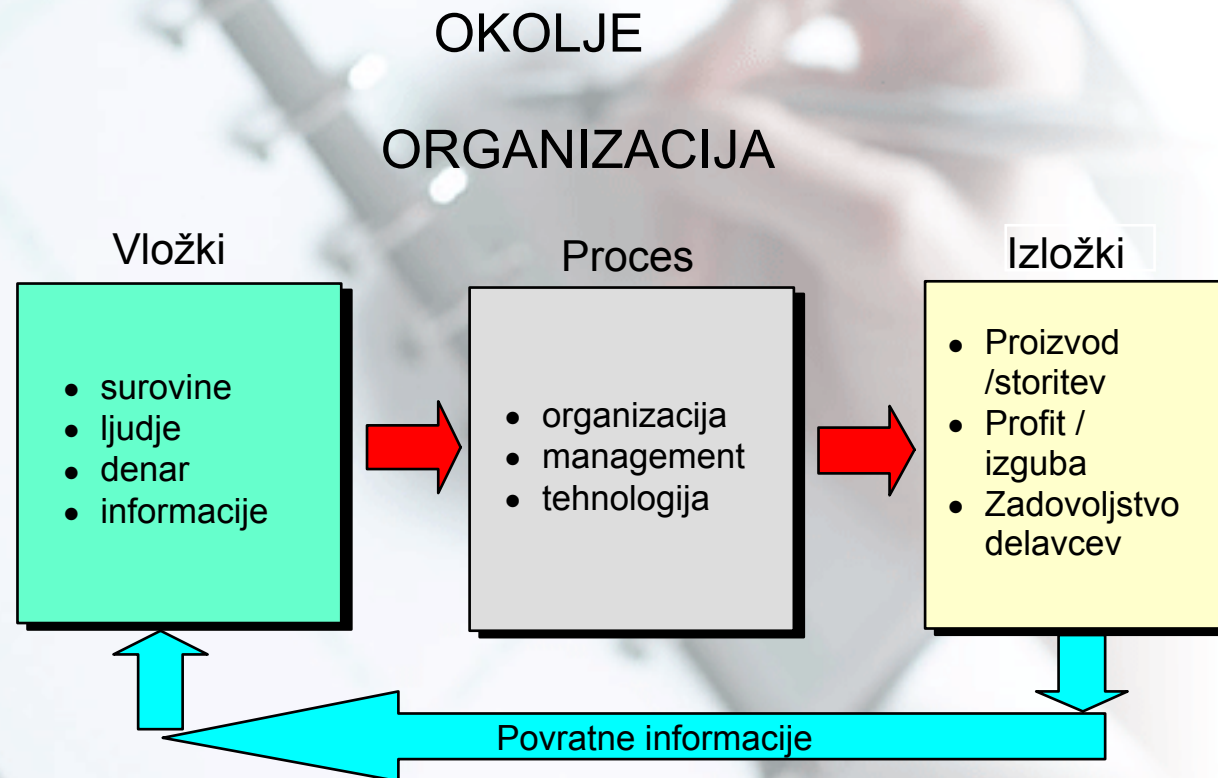 OKOLJE
ORGANIZACIJA
Vložki
• surovine
• ljudje
• denar
• informacije
Proces
• organizacija
• management
• tehnologija
Izložki
• Proizvod
/storitev
• Profit /
izguba
• Zadovoljstvo
delavcev
Povratne informacije